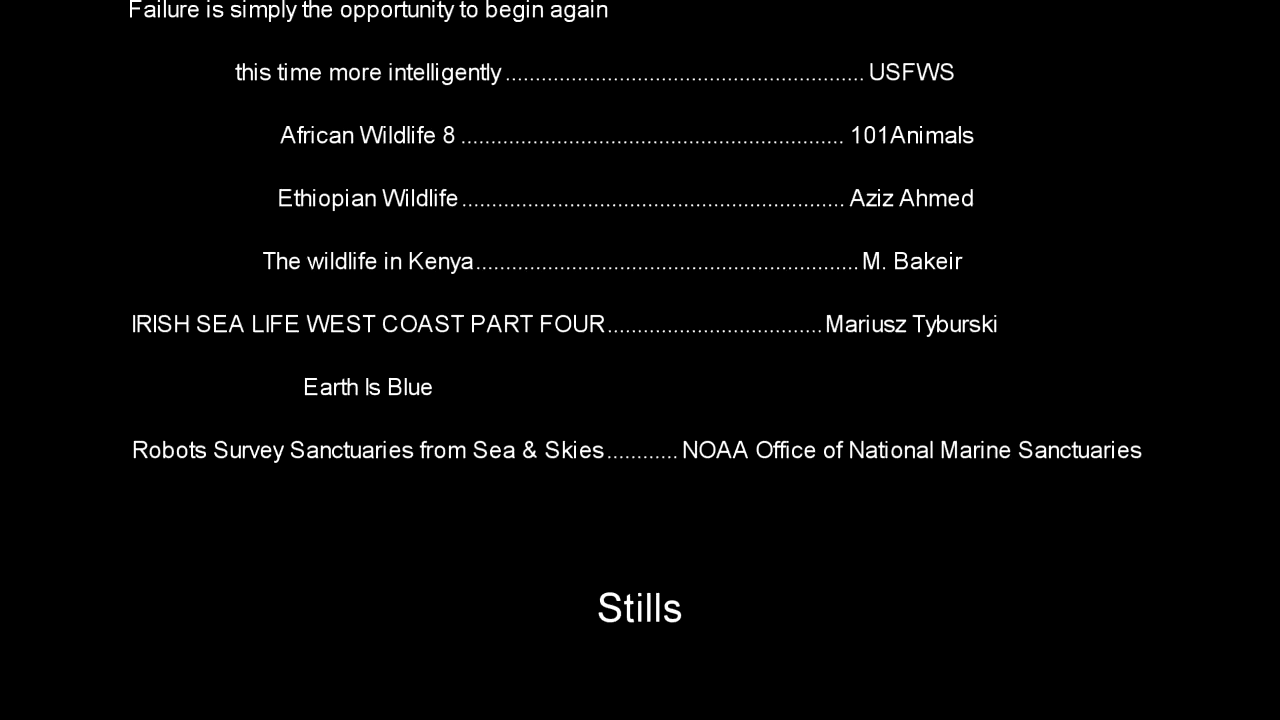 Failure is simply the opportunity to begin again
this time more intelligently............................................................ USFWS
African Wildlife 8 ................................................................ 101Animals
Ethiopian Wildlife................................................................ Aziz Ahmed
The wildlife in Kenya................................................................M. Bakeir
IRISH SEA LIFE WEST COAST PART FOUR....................................Mariusz Tyburski
Earth Is Blue
Robots Survey Sanctuaries from Sea & Skies............ NOAA Office of National Marine Sanctuaries
Stills